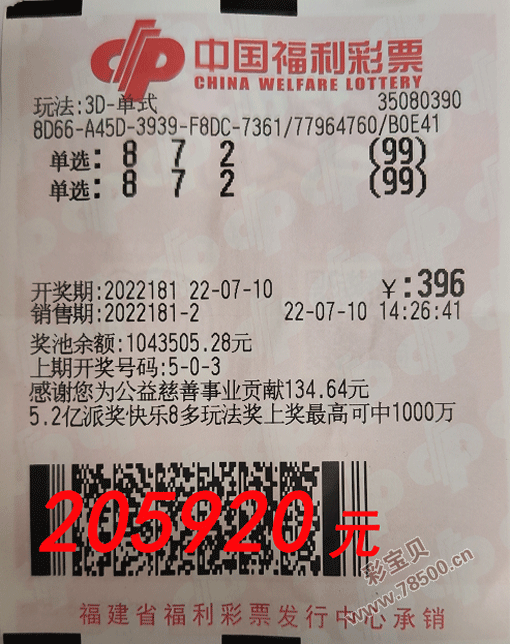 中国福利彩票
CHINA WELFARE LOTTERY
玩法:3D-单式 35080390
8D66-A45D-3939-F8DC-7361/77964760/B0E41
单选: 8 7 2 (99)
单选: 8 7 2 (99)
开奖期:2022181 22-07-10 ￥:396
销售期:2022181-2 22-07-10 14:26:41
奖池余额:1043505.28元
上期开奖号码:5-0-3
感谢您为公益慈善事业贡献134.64元
5.2亿派奖快乐8多玩法奖上奖最高可中1000万
205920 元
彩宝贝
www.78500.cn
福建省福利彩票发行中心承销